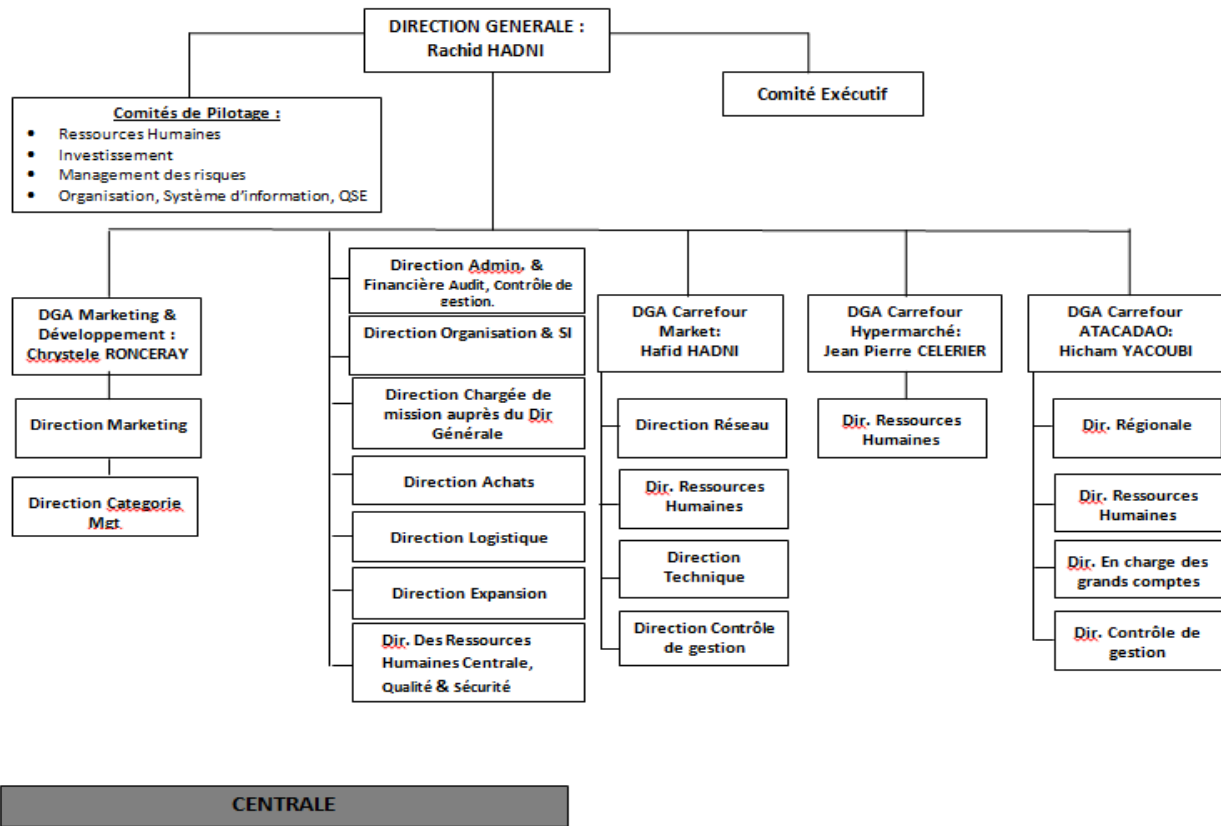 DIRECTION GENERALE :
Rachid HADNI
Comité Exécutif
Comités de Pilotage :
• Ressources Humaines
• Investissement
• Management des risques
• Organisation, Système d'information, QSE
DGA Marketing &
Développement :
Chrystele RONCERAY
Direction Marketing
Direction Categorie
Mgt
Direction Admin. &
Financière Audit, Contrôle de
gestion.
Direction Organisation & SI
Direction Chargée de
mission auprès du Dir
Générale
Direction Achats
Direction Logistique
Direction Expansion
Dir. Des Ressources
Humaines Centrale,
Qualité & Sécurité
DGA Carrefour
Market:
Hafid HADNI
Direction Réseau
Dir. Ressources
Humaines
Direction
Technique
Direction Contrôle
de gestion
DGA Carrefour
Hypermarché:
Jean Pierre CELERIER
Dir. Ressources
Humaines
DGA Carrefour
ATACADAO:
Hicham YACOUBI
Dir. Régionale
Dir. Ressources
Humaines
Dir. En charge des
grands comptes
Dir. Contrôle de
gestion
CENTRALE